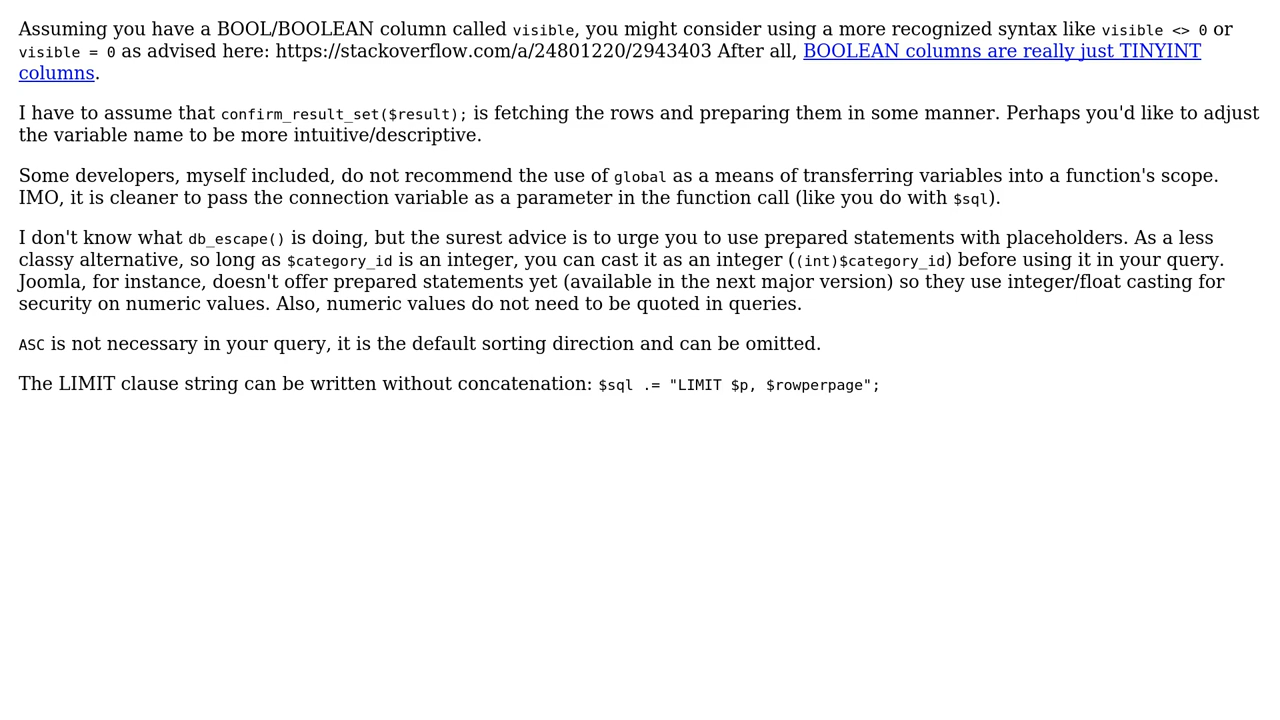 Assuming you have a BOOL/BOOLEAN column called visible, you might consider using a more recognized syntax like visible <> 0 or
visible = 0 as advised here: https://stackoverflow.com/a/24801220/2943403 After all, BOOLEAN columns are really just TINYINT
columns.
I have to assume that confirm_result_set($result); is fetching the rows and preparing them in some manner. Perhaps you'd like to adjust
the variable name to be more intuitive/descriptive.
Some developers, myself included, do not recommend the use of global as a means of transferring variables into a function's scope.
IMO, it is cleaner to pass the connection variable as a parameter in the function call (like you do with $sql).
I don't know what db_escape() is doing, but the surest advice is to urge you to use prepared statements with placeholders. As a less
classy alternative, so long as $category_id is an integer, you can cast it as an integer ((int)$category_id) before using it in your query.
Joomla, for instance, doesn't offer prepared statements yet (available in the next major version) so they use integer/float casting for
security on numeric values. Also, numeric values do not need to be quoted in queries.
ASC is not necessary in your query, it is the default sorting direction and can be omitted.
The LIMIT clause string can be written without concatenation: $sql .= "LIMIT $p, $rowperpage";